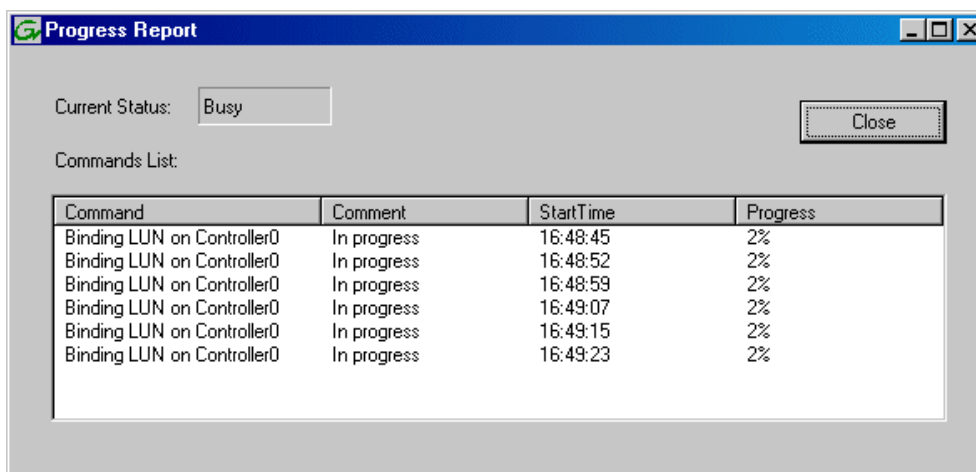 Progress Report
Current Status: Busy
Close
Commands List:
Command Comment StartTime Progress
Binding LUN on Controller0 In progress 16:48:45 2%
Binding LUN on Controller0 In progress 16:48:52 2%
Binding LUN on Controller0 In progress 16:48:59 2%
Binding LUN on Controller0 In progress 16:49:07 2%
Binding LUN on Controller0 In progress 16:49:15 2%
Binding LUN on Controller0 In progress 16:49:23 2%